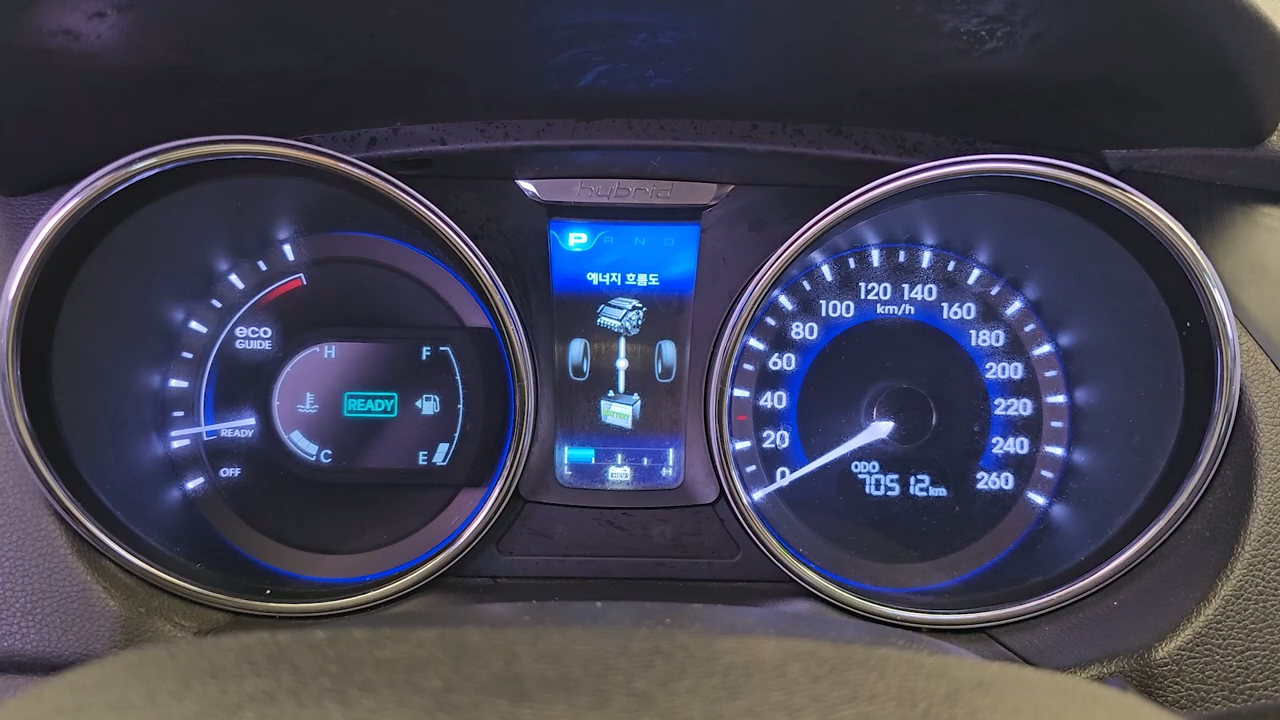 hybrid
P R N D
에너지 흐름도
BATTERY
L H
HEV
eco
GUIDE
READY
OFF
H
C
READY
F
E
0
20
40
60
80
100
120
140
160
180
200
220
240
260
km/h
ODO
70512km